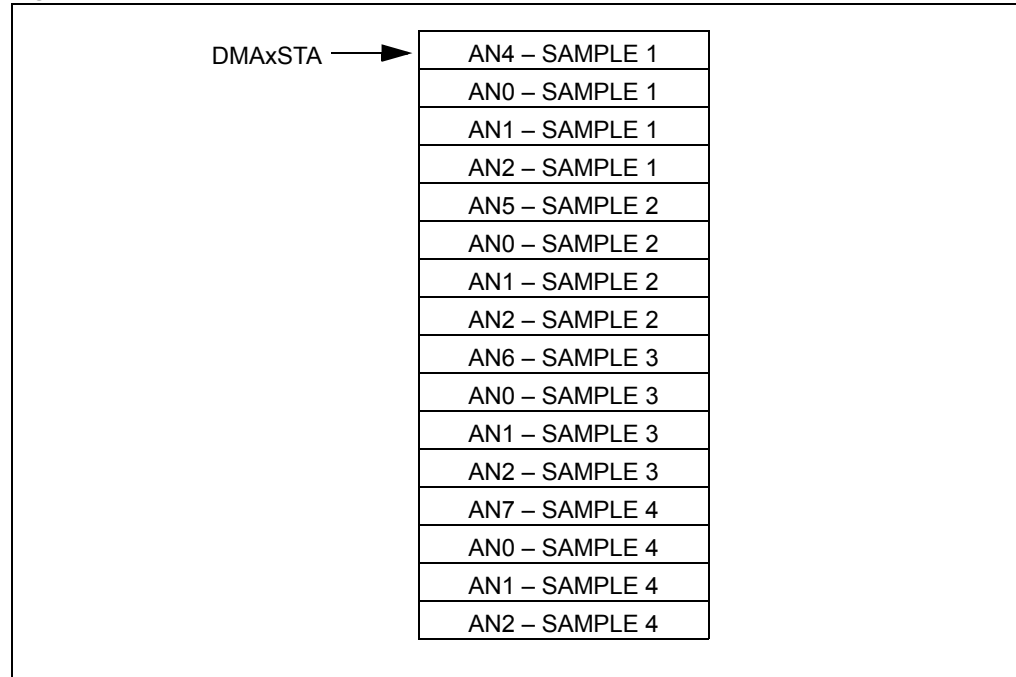 DMAxSTA
AN4 – SAMPLE 1
AN0 – SAMPLE 1
AN1 – SAMPLE 1
AN2 – SAMPLE 1
AN5 – SAMPLE 2
AN0 – SAMPLE 2
AN1 – SAMPLE 2
AN2 – SAMPLE 2
AN6 – SAMPLE 3
AN0 – SAMPLE 3
AN1 – SAMPLE 3
AN2 – SAMPLE 3
AN7 – SAMPLE 4
AN0 – SAMPLE 4
AN1 – SAMPLE 4
AN2 – SAMPLE 4